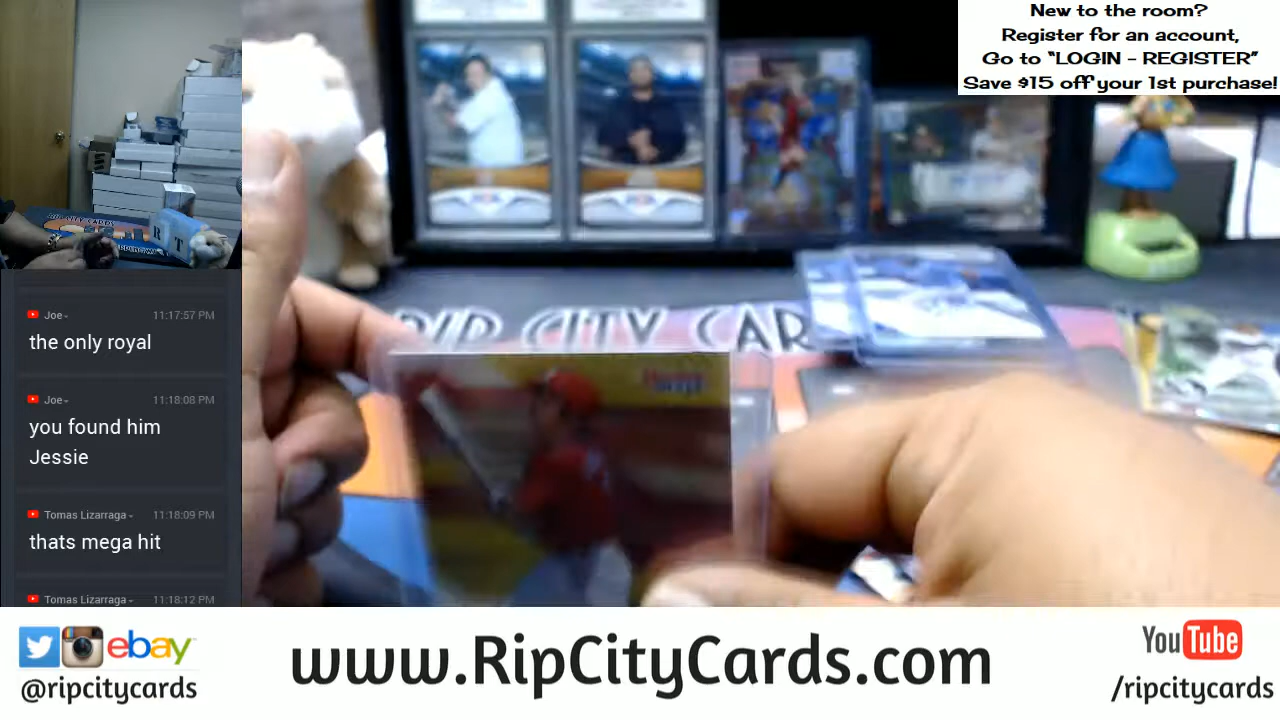 New to the room?
Register for an account,
Go to “LOGIN - REGISTER”
Save $15 off your 1st purchase!
RIP CITY CAR
R T
Joe
11:17:57 PM
the only royal
Joe
11:18:08 PM
you found him
Jessie
Tomas Lizarraga
11:18:09 PM
thats mega hit
Tomas Lizarraga
11:18:12 PM
ebay
@ripcitycards
www.RipCityCards.com
YouTube
/ripcitycards